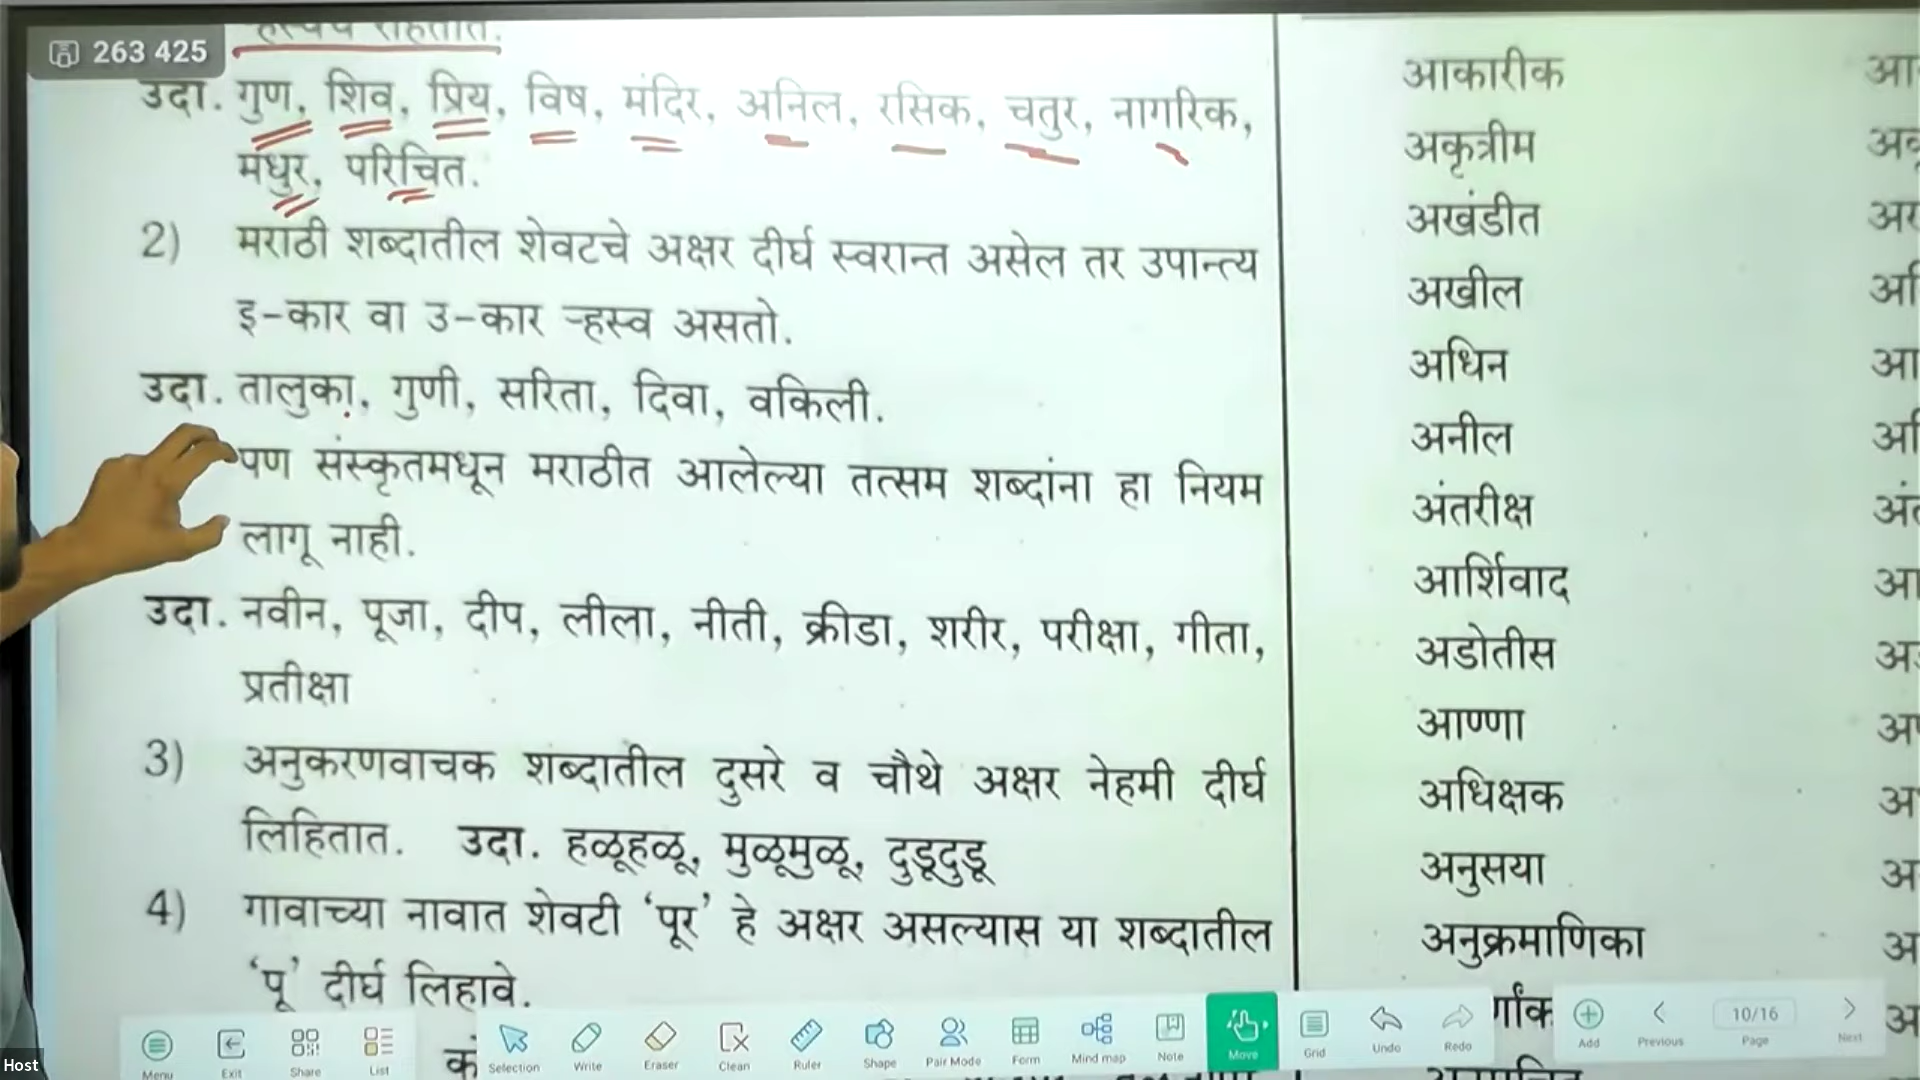 263 425
उदा. गुण, शिव, प्रिय, विष, मंदिर, अनिल, रसिक, चतुर, नागरिक,
मधुर, परिचित.
2) मराठी शब्दातील शेवटचे अक्षर दीर्घ स्वरान्त असेल तर उपान्त्य
इ-कार वा उ-कार ऱ्हस्व असतो.
उदा. तालुका, गुणी, सरिता, दिवा, वकिली.
पण संस्कृतमधून मराठीत आलेल्या तत्सम शब्दांना हा नियम
लागू नाही.
उदा. नवीन, पूजा, दीप, लीला, नीती, क्रीडा, शरीर, परीक्षा, गीता,
प्रतीक्षा
3) अनुकरणवाचक शब्दातील दुसरे व चौथे अक्षर नेहमी दीर्घ
लिहितात. उदा. हळूहळू, मुळूमुळू, दुडूदुडू
4) गावाच्या नावात शेवटी ‘पूर’ हे अक्षर असल्यास या शब्दातील
‘पू’ दीर्घ लिहावे.
आकारीक
अकृत्रीम
अखंडीत
अखील
अधिन
अनील
अंतरीक्ष
आर्शिवाद
अडोतीस
आण्णा
अधिक्षक
अनुसया
अनुक्रमाणिका
Menu Exit Share List Selection Write Eraser Clean Ruler Shape Pair Mode Form Mind map Note Move Grid Undo Redo Add Previous 10/16 Page Next
Host